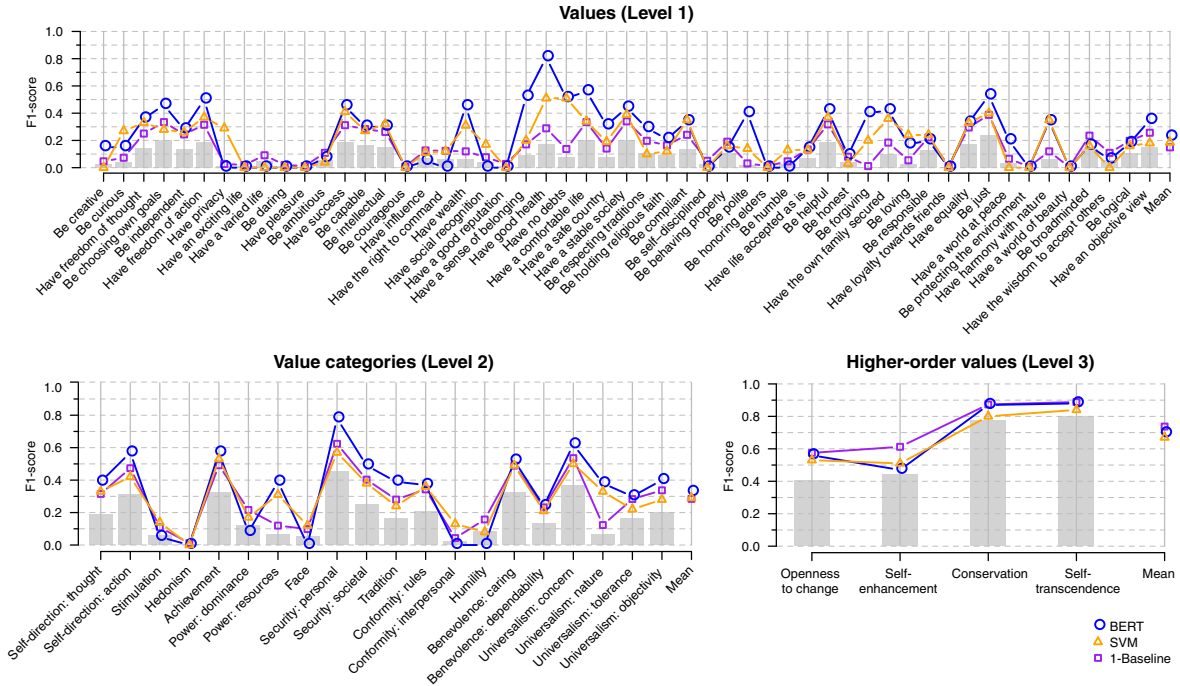 Values (Level 1)
F1-score
1.0
0.8
0.6
0.4
0.2
0.0
Be creative
Be curious
Have freedom of thought
Be choosing own goals
Be independent
Have freedom of action
Have privacy
Have an exciting life
Have a varied life
Be daring
Have pleasure
Be ambitious
Have success
Be capable
Be intellectual
Be courageous
Have influence
Have the right to command
Have wealth
Have social recognition
Have a good reputation
Have a sense of belonging
Have good health
Have no debts
Have a comfortable life
Have a safe country
Have a stable society
Be respecting traditions
Be holding religious faith
Be compliant
Be self-disciplined
Be behaving properly
Be polite
Be honoring elders
Be humble
Have life accepted as is
Be helpful
Be honest
Be forgiving
Have the own family secured
Be loving
Be responsible
Have loyalty towards friends
Have equality
Be just
Have a world at peace
Be protecting the environment
Have harmony with nature
Have a world of beauty
Be broadminded
Have the wisdom to accept others
Be logical
Have an objective view
Mean
Value categories (Level 2)
F1-score
1.0
0.8
0.6
0.4
0.2
0.0
Self-direction: thought
Self-direction: action
Stimulation
Hedonism
Achievement
Power: dominance
Power: resources
Face
Security: personal
Security: societal
Tradition
Conformity: rules
Conformity: interpersonal
Humility
Benevolence: caring
Benevolence: dependability
Universalism: concern
Universalism: nature
Universalism: tolerance
Universalism: objectivity
Mean
Higher-order values (Level 3)
F1-score
1.0
0.8
0.6
0.4
0.2
0.0
Openness
to change
Self-
enhancement
Conservation
Self-
transcendence
Mean
BERT
SVM
1-Baseline